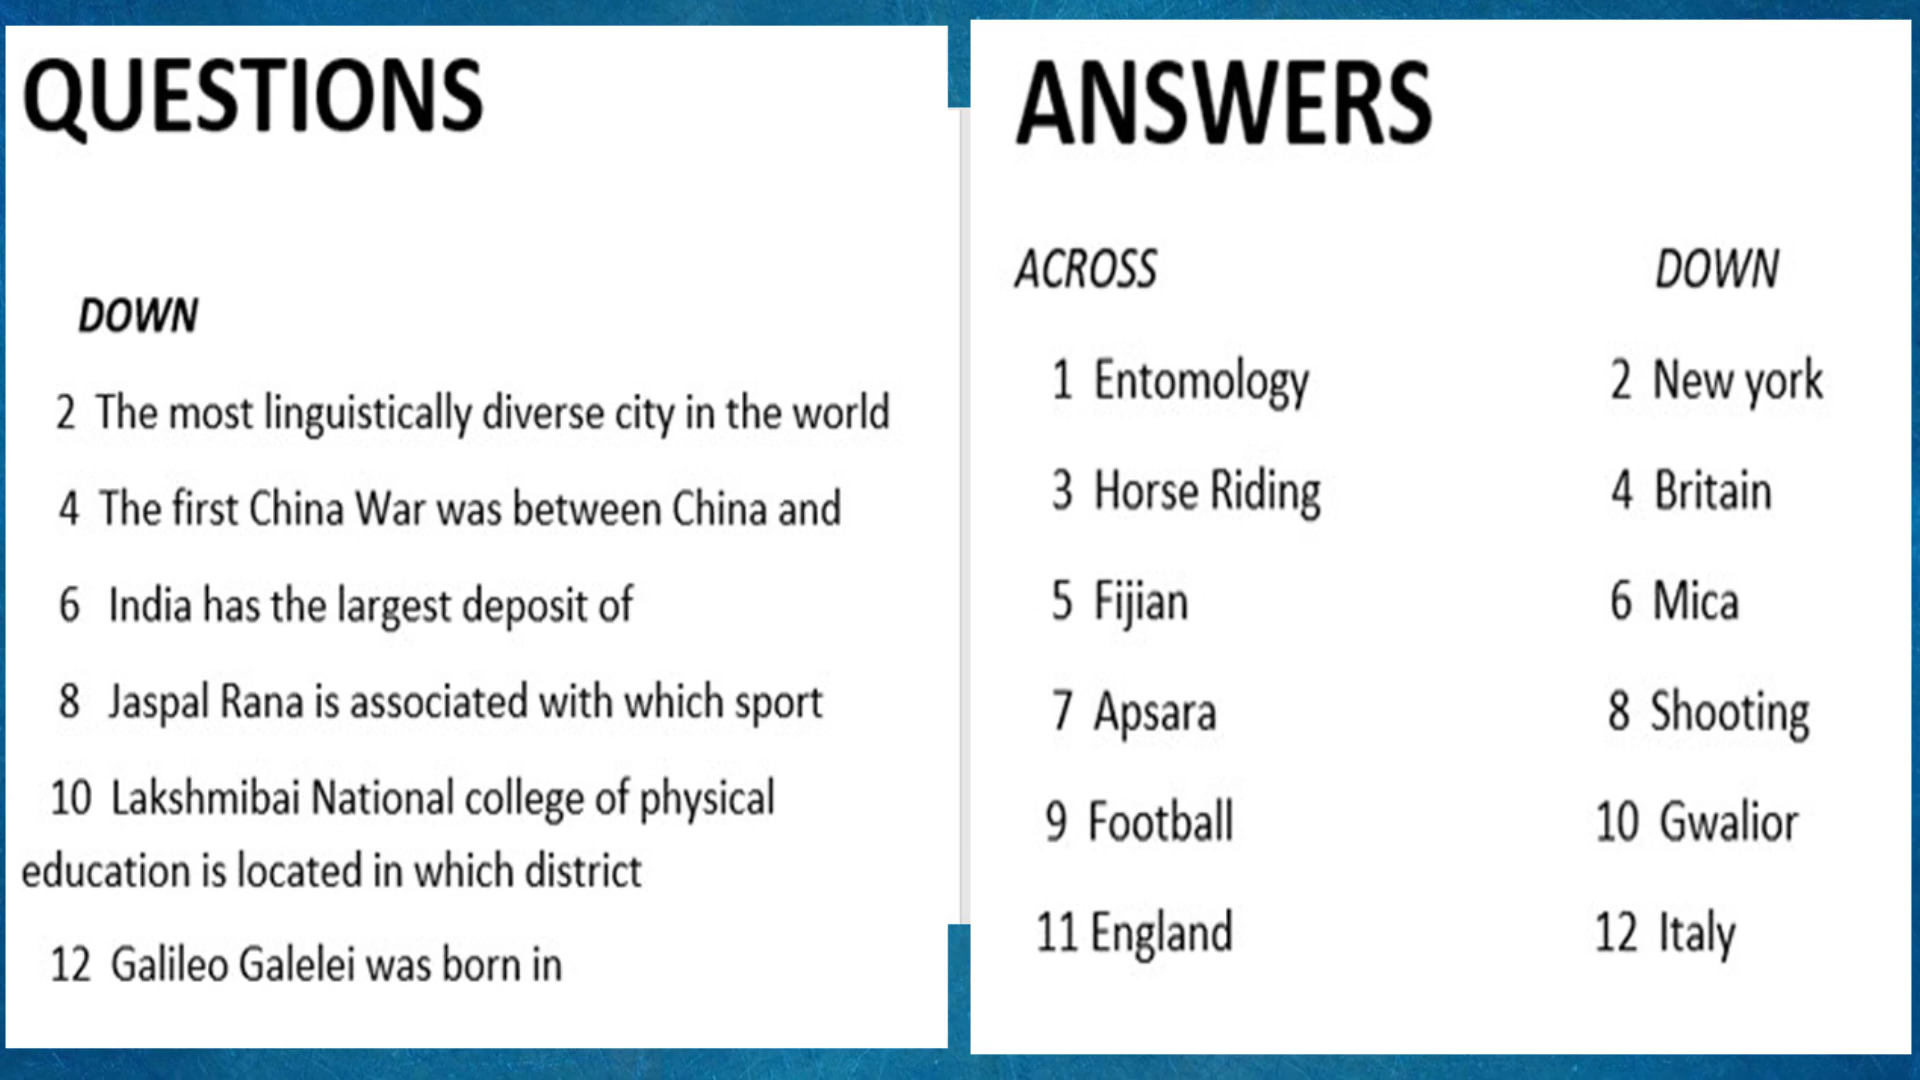 QUESTIONS
DOWN
2 The most linguistically diverse city in the world
4 The first China War was between China and
6 India has the largest deposit of
8 Jaspal Rana is associated with which sport
10 Lakshmibai National college of physical
education is located in which district
12 Galileo Galelei was born in
ANSWERS
ACROSS DOWN
1 Entomology 2 New york
3 Horse Riding 4 Britain
5 Fijian 6 Mica
7 Apsara 8 Shooting
9 Football 10 Gwalior
11 England 12 Italy